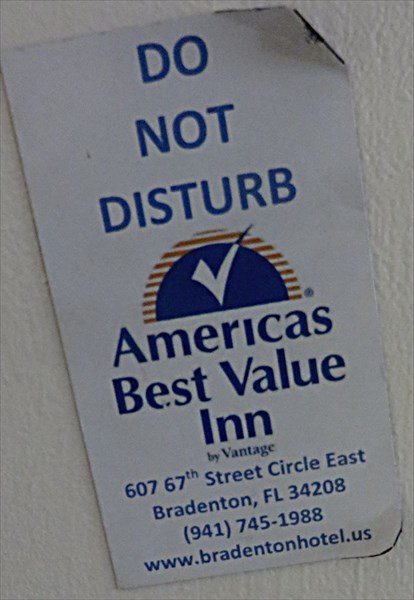 DO
NOT
DISTURB
Americas
Best Value
Inn
by Vantage
607 67th Street Circle East
Bradenton, FL 34208
(941) 745-1988
www.bradentonhotel.us